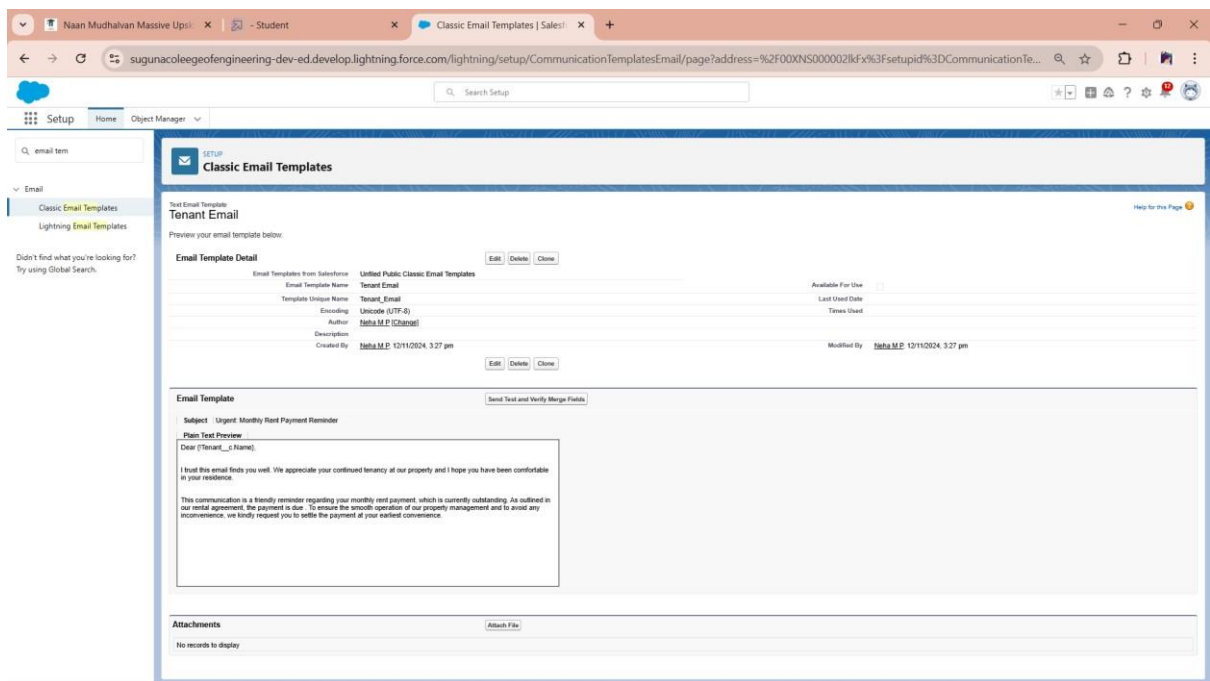 Naan Mudhalvan Massive Upsk
- Student
Classic Email Templates | Salesf
sugunacoleegeofengineering-dev-ed.develop.lightning.force.com/lightning/setup/CommunicationTemplatesEmail/page?address=%2F00XNS000002lkFx%3Fsetupid%3DCommunicationTe...
Search Setup
12
Setup Home Object Manager
email tem
SETUP
Classic Email Templates
Email
Classic Email Templates
Lightning Email Templates
Didn't find what you're looking for?
Try using Global Search.
Text Email Template
Tenant Email
Help for this Page
Preview your email template below.
Email Template Detail Edit Delete Clone
Email Templates from Salesforce Unfiled Public Classic Email Templates
Email Template Name Tenant Email Available For Use
Template Unique Name Tenant_Email Last Used Date
Encoding Unicode (UTF-8) Times Used
Author Neha M P [Change]
Description
Created By Neha M P, 12/11/2024, 3:27 pm Modified By Neha M P, 12/11/2024, 3:27 pm
Edit Delete Clone
Email Template Send Test and Verify Merge Fields
Subject Urgent: Monthly Rent Payment Reminder
Plain Text Preview
Dear {!Tenant__c.Name},
I trust this email finds you well. We appreciate your continued tenancy at our property and I hope you have been comfortable
in your residence.
This communication is a friendly reminder regarding your monthly rent payment, which is currently outstanding. As outlined in
our rental agreement, the payment is due . To ensure the smooth operation of our property management and to avoid any
inconvenience, we kindly request you to settle the payment at your earliest convenience.
Attachments Attach File
No records to display